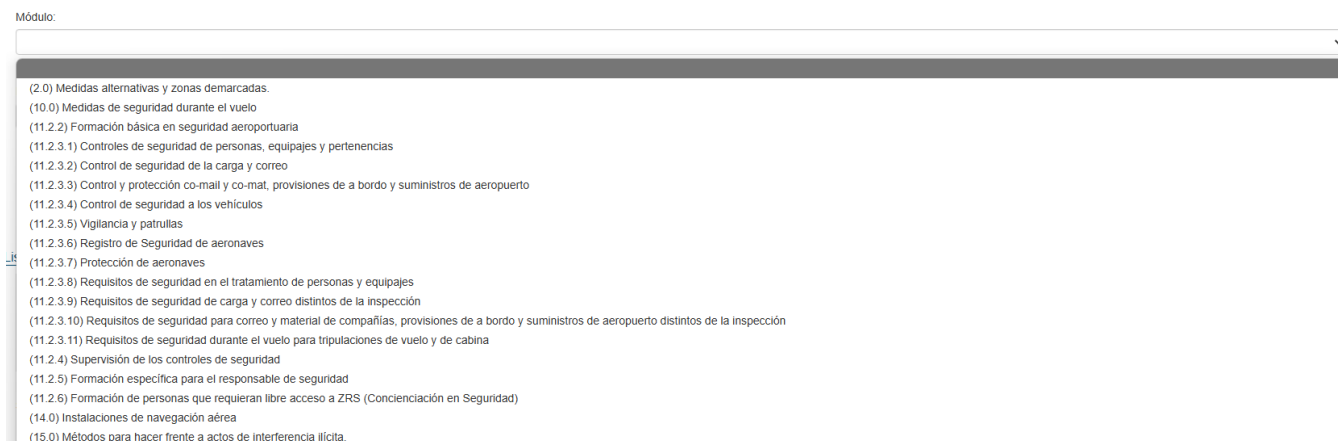 Módulo:
(2.0) Medidas alternativas y zonas demarcadas.
(10.0) Medidas de seguridad durante el vuelo
(11.2.2) Formación básica en seguridad aeroportuaria
(11.2.3.1) Controles de seguridad de personas, equipajes y pertenencias
(11.2.3.2) Control de seguridad de la carga y correo
(11.2.3.3) Control y protección co-mail y co-mat, provisiones de a bordo y suministros de aeropuerto
(11.2.3.4) Control de seguridad a los vehículos
(11.2.3.5) Vigilancia y patrullas
(11.2.3.6) Registro de Seguridad de aeronaves
(11.2.3.7) Protección de aeronaves
(11.2.3.8) Requisitos de seguridad en el tratamiento de personas y equipajes
(11.2.3.9) Requisitos de seguridad de carga y correo distintos de la inspección
(11.2.3.10) Requisitos de seguridad para correo y material de compañías, provisiones de a bordo y suministros de aeropuerto distintos de la inspección
(11.2.3.11) Requisitos de seguridad durante el vuelo para tripulaciones de vuelo y de cabina
(11.2.4) Supervisión de los controles de seguridad
(11.2.5) Formación específica para el responsable de seguridad
(11.2.6) Formación de personas que requieran libre acceso a ZRS (Concienciación en Seguridad)
(14.0) Instalaciones de navegación aérea
(15.0) Métodos para hacer frente a actos de interferencia ilícita.